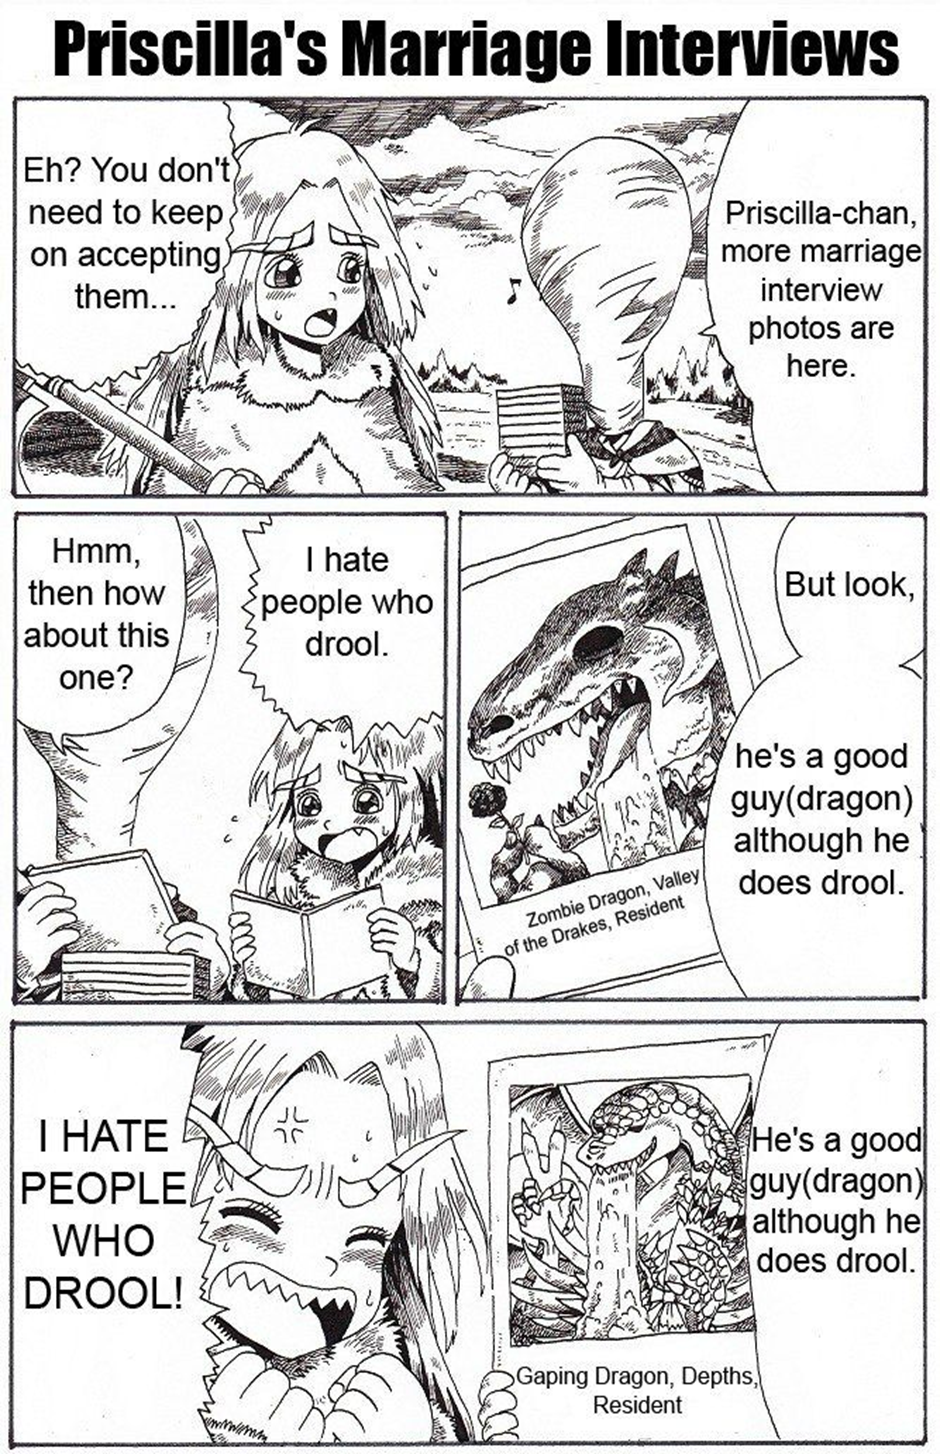 Priscilla's Marriage Interviews
Priscilla-chan,
more marriage
interview
photos are
here.
Eh? You don't
need to keep
on accepting
them...
But look,
he's a good
guy(dragon)
although he
does drool.
Zombie Dragon, Valley
of the Drakes, Resident
I hate
people who
drool.
Hmm,
then how
about this
one?
He's a good
guy(dragon)
although he
does drool.
Gaping Dragon, Depths,
Resident
I HATE
PEOPLE
WHO
DROOL!